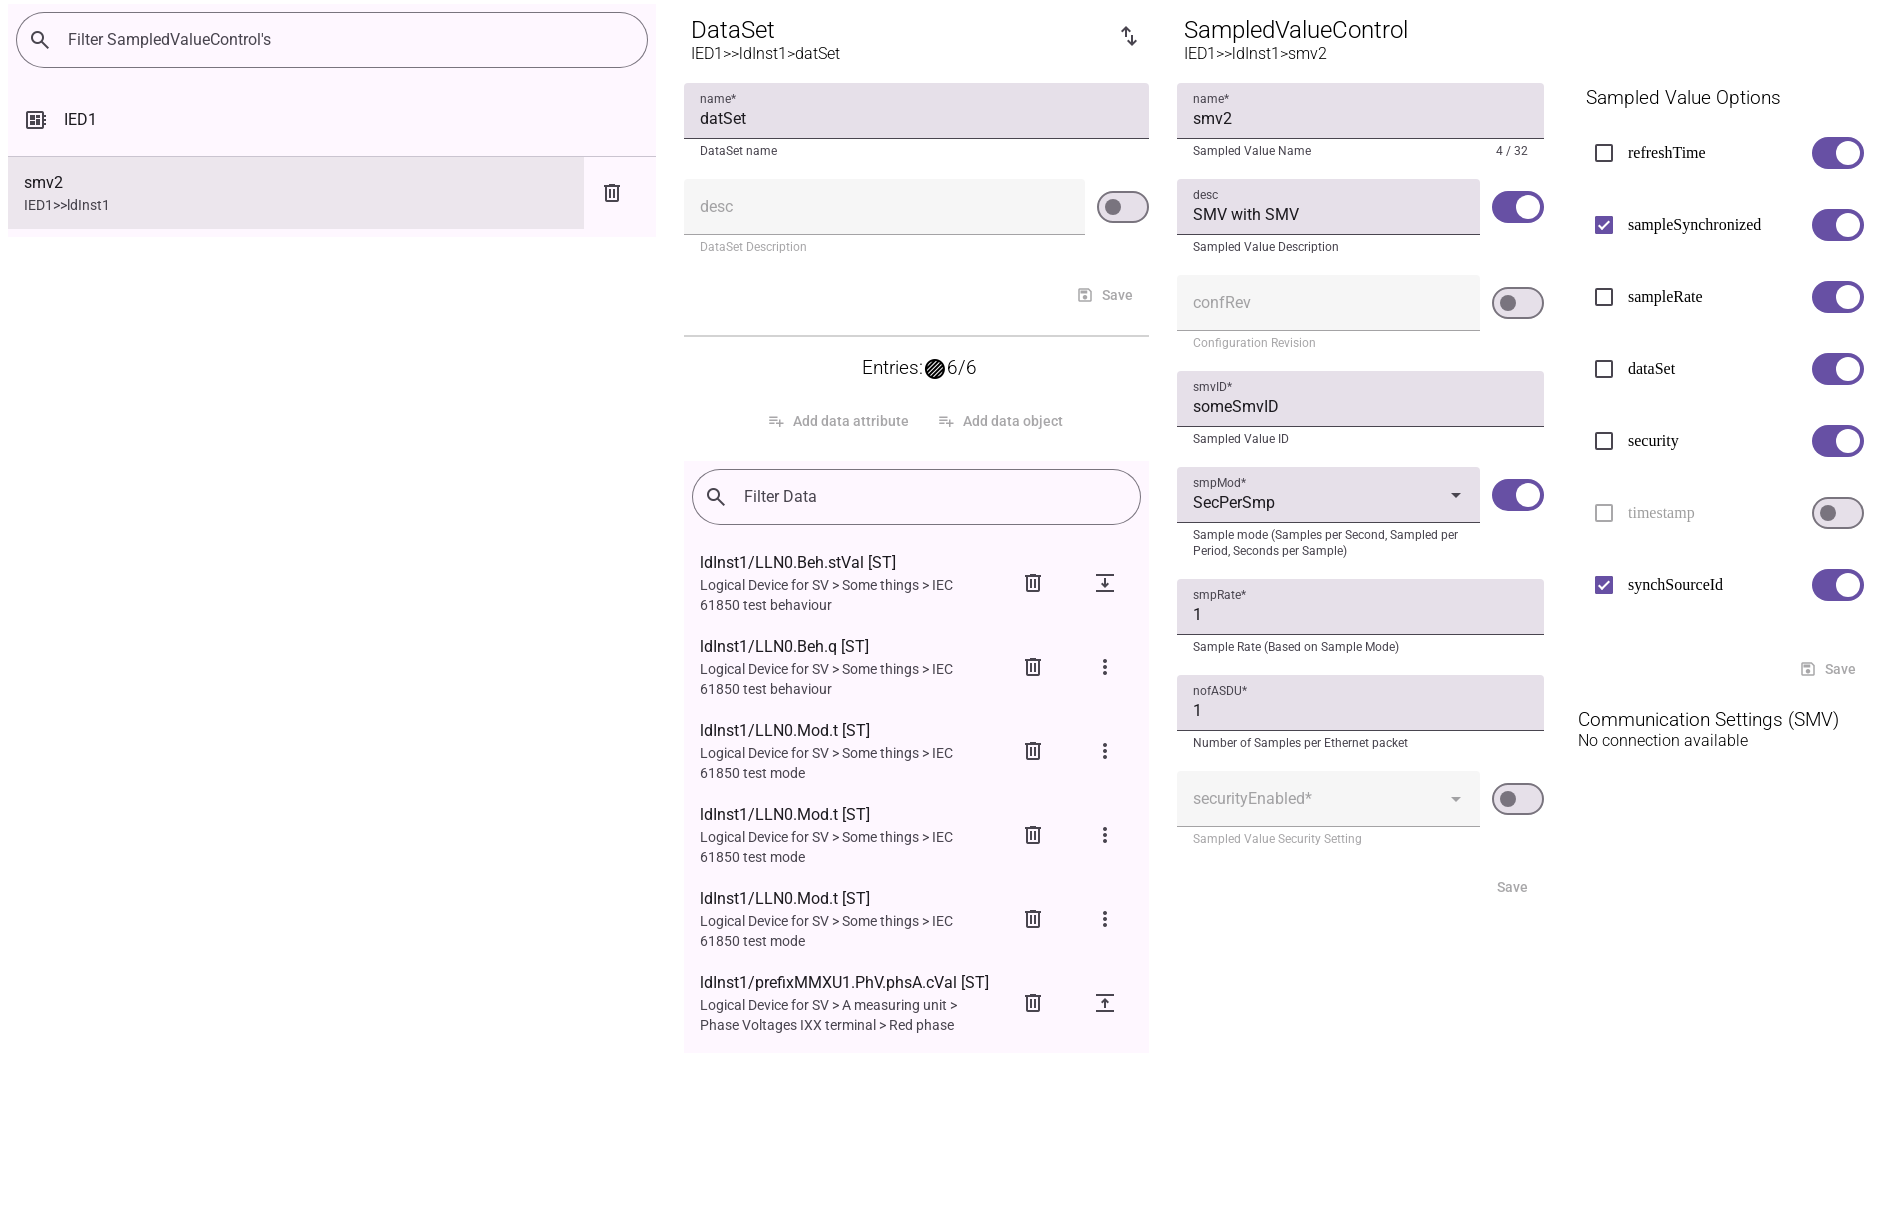 Filter SampledValueControl's
IED1
smv2
IED1>>ldInst1
DataSet
IED1>>ldInst1>datSet
name*
datSet
DataSet name
desc
DataSet Description
Save
Entries: 6/6
Add data attribute
Add data object
Filter Data
ldInst1/LLN0.Beh.stVal [ST]
Logical Device for SV > Some things > IEC
61850 test behaviour
ldInst1/LLN0.Beh.q [ST]
Logical Device for SV > Some things > IEC
61850 test behaviour
ldInst1/LLN0.Mod.t [ST]
Logical Device for SV > Some things > IEC
61850 test mode
ldInst1/LLN0.Mod.t [ST]
Logical Device for SV > Some things > IEC
61850 test mode
ldInst1/LLN0.Mod.t [ST]
Logical Device for SV > Some things > IEC
61850 test mode
ldInst1/prefixMMXU1.PhV.phsA.cVal [ST]
Logical Device for SV > A measuring unit >
Phase Voltages IXX terminal > Red phase
SampledValueControl
IED1>>ldInst1>smv2
name*
smv2
Sampled Value Name
4 / 32
desc
SMV with SMV
Sampled Value Description
confRev
Configuration Revision
smvID*
someSmvID
Sampled Value ID
smpMod*
SecPerSmp
Sample mode (Samples per Second, Sampled per
Period, Seconds per Sample)
smpRate*
1
Sample Rate (Based on Sample Mode)
nofASDU*
1
Number of Samples per Ethernet packet
securityEnabled*
Sampled Value Security Setting
Save
Sampled Value Options
refreshTime
sampleSynchronized
sampleRate
dataSet
security
timestamp
synchSourceId
Save
Communication Settings (SMV)
No connection available